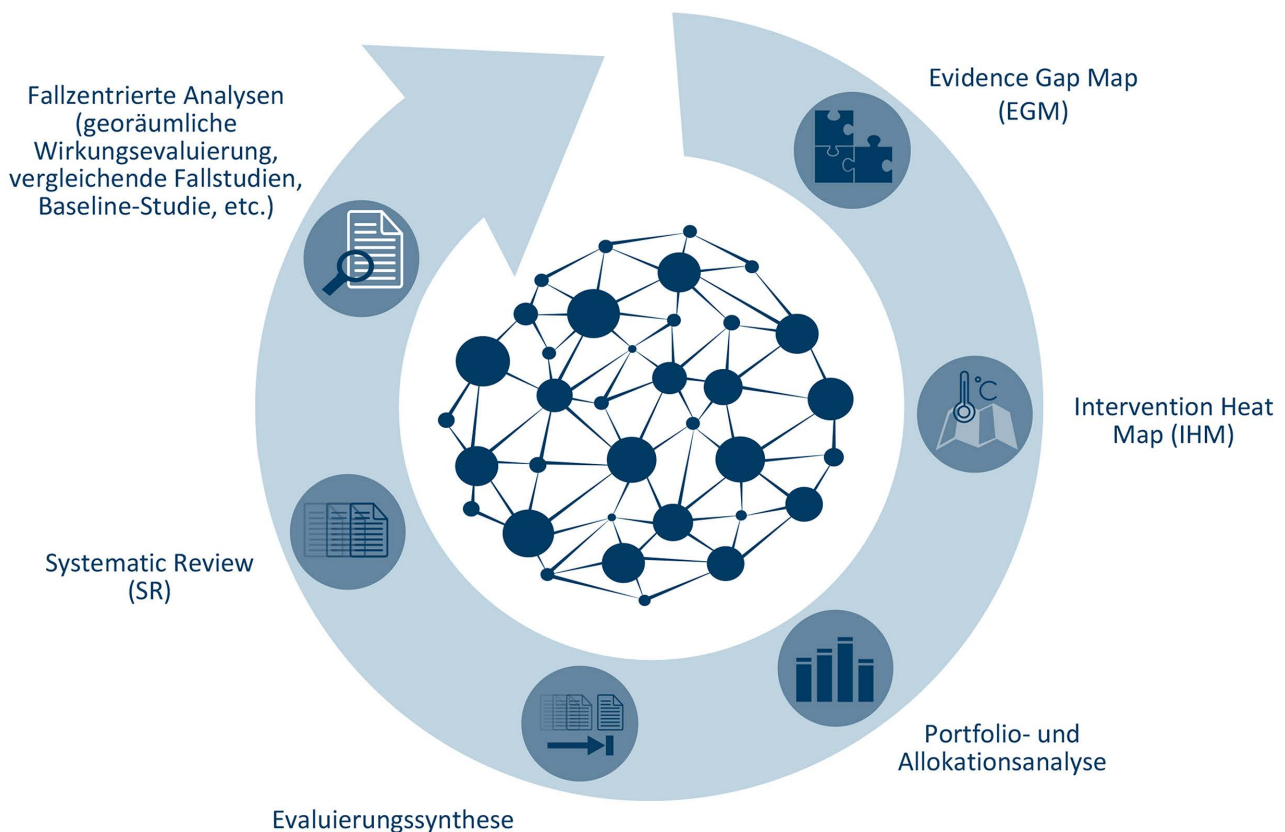 Evidence Gap Map
(EGM)
Intervention Heat
Map (IHM)
Portfolio- und
Allokationsanalyse
Evaluierungssynthese
Systematic Review
(SR)
Fallzentrierte Analysen
(georäumliche
Wirkungsevaluierung,
vergleichende Fallstudien,
Baseline-Studie, etc.)
°C